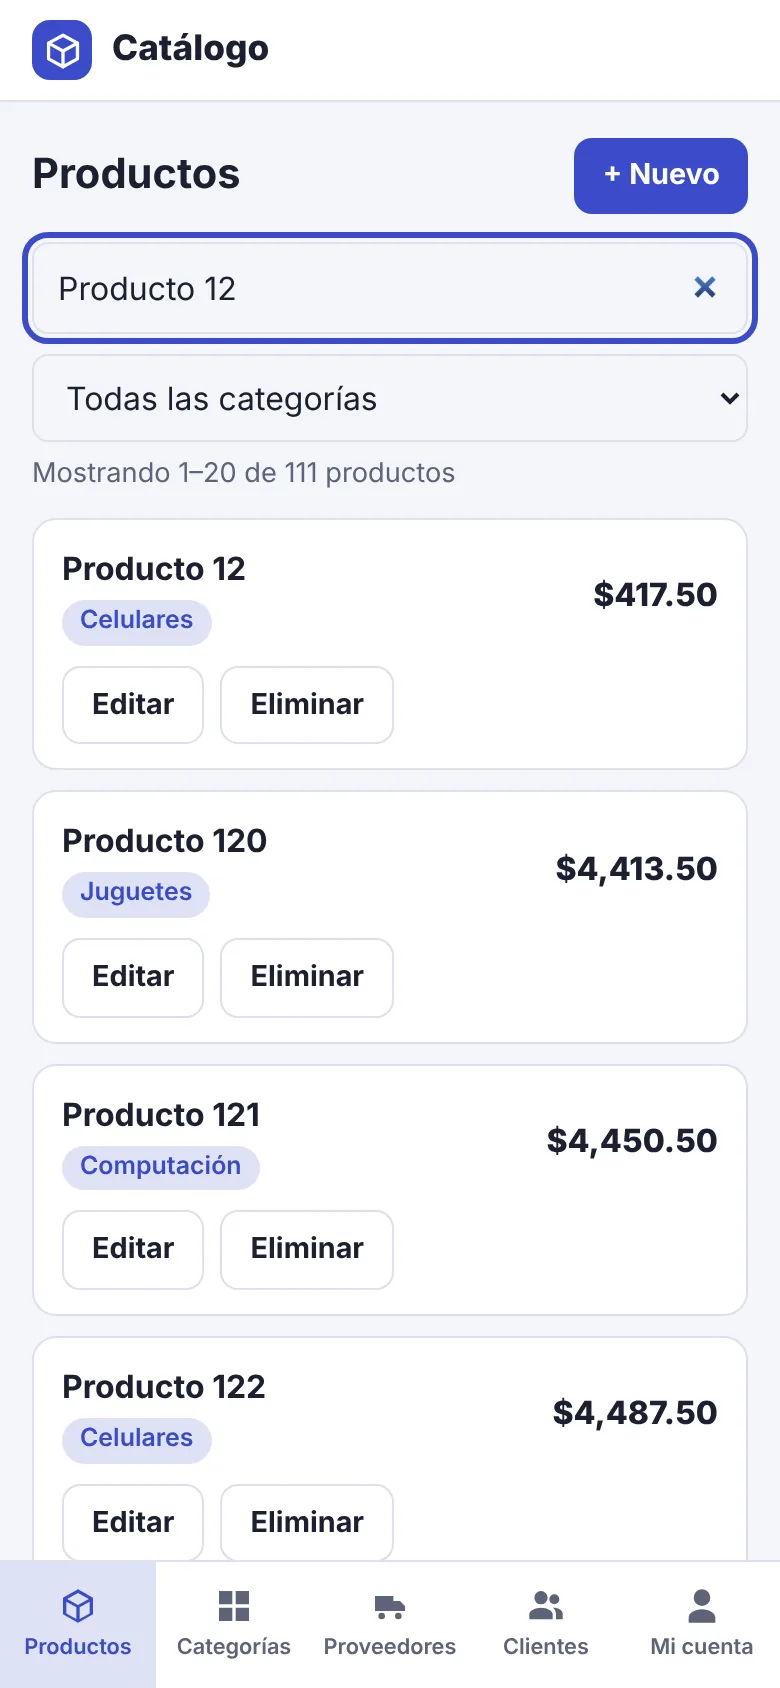 Catálogo
Productos
+ Nuevo
Producto 12
Todas las categorías
Mostrando 1–20 de 111 productos
Producto 12
Celulares
$417.50
Editar
Eliminar
Producto 120
Juguetes
$4,413.50
Editar
Eliminar
Producto 121
Computación
$4,450.50
Editar
Eliminar
Producto 122
Celulares
$4,487.50
Editar
Eliminar
Productos
Categorías
Proveedores
Clientes
Mi cuenta